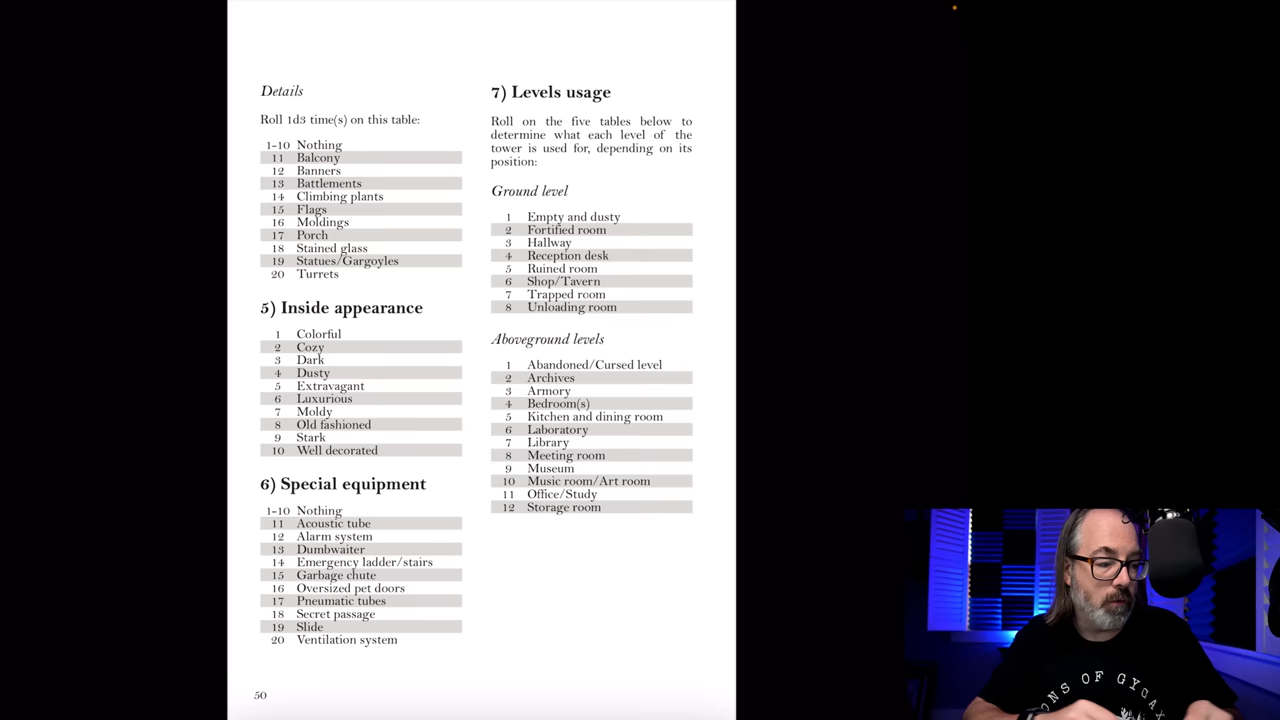 Details
Roll 1d3 time(s) on this table:
1-10 Nothing
11 Balcony
12 Banners
13 Battlements
14 Climbing plants
15 Flags
16 Moldings
17 Porch
18 Stained glass
19 Statues/Gargoyles
20 Turrets
5) Inside appearance
1 Colorful
2 Cozy
3 Dark
4 Dusty
5 Extravagant
6 Luxurious
7 Moldy
8 Old fashioned
9 Stark
10 Well decorated
6) Special equipment
1-10 Nothing
11 Acoustic tube
12 Alarm system
13 Dumbwaiter
14 Emergency ladder/stairs
15 Garbage chute
16 Oversized pet doors
17 Pneumatic tubes
18 Secret passage
19 Slide
20 Ventilation system
50
7) Levels usage
Roll on the five tables below to
determine what each level of the
tower is used for, depending on its
position:
Ground level
1 Empty and dusty
2 Fortified room
3 Hallway
4 Reception desk
5 Ruined room
6 Shop/Tavern
7 Trapped room
8 Unloading room
Aboveground levels
1 Abandoned/Cursed level
2 Archives
3 Armory
4 Bedroom(s)
5 Kitchen and dining room
6 Laboratory
7 Library
8 Meeting room
9 Museum
10 Music room/Art room
11 Office/Study
12 Storage room
OF GYGAX